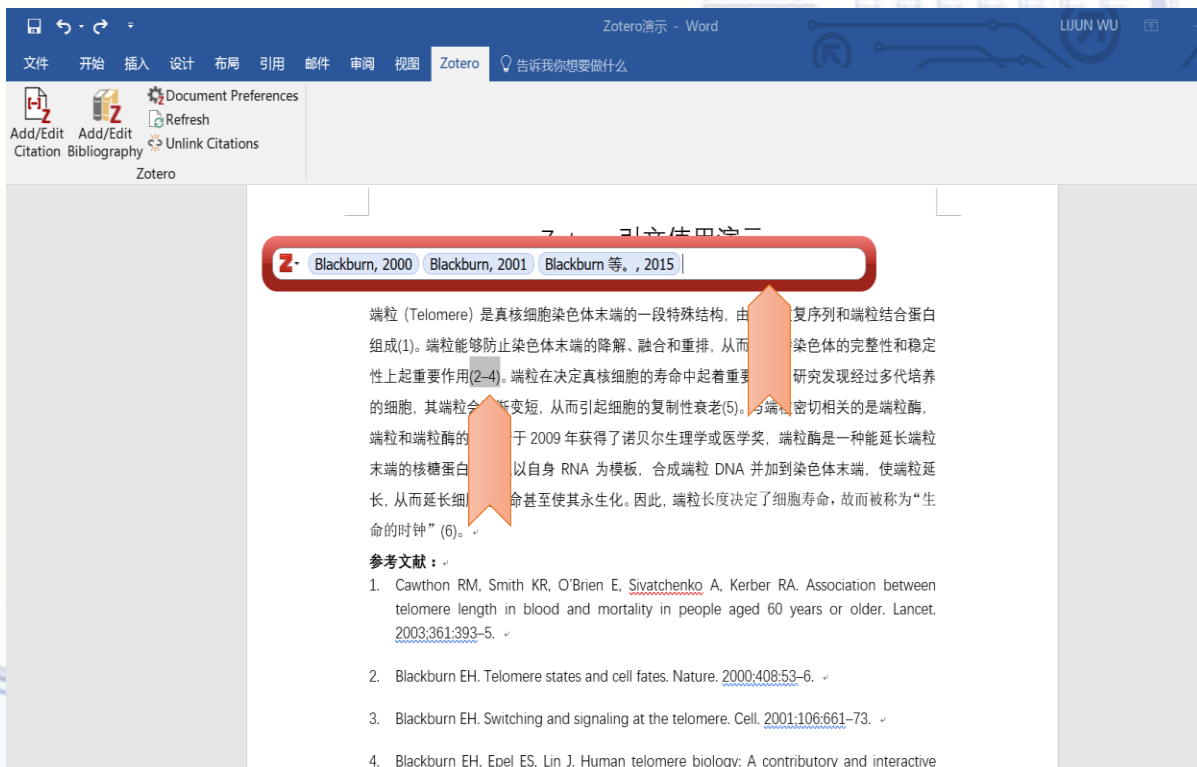 Zotero演示 - Word
LIJUN WU
文件 开始 插入 设计 布局 引用 邮件 审阅 视图 Zotero 告诉我你想要做什么
Add/Edit Citation
Add/Edit Bibliography
Document Preferences
Refresh
Unlink Citations
Zotero
Z Blackburn, 2000 Blackburn, 2001 Blackburn 等。, 2015
端粒（Telomere）是真核细胞染色体末端的一段特殊结构，由 复序列和端粒结合蛋白
组成(1)。端粒能够防止染色体末端的降解、融合和重排，从而 染色体的完整性和稳定
性上起重要作用(2–4)。端粒在决定真核细胞的寿命中起着重要 研究发现经过多代培养
的细胞，其端粒会 渐变短，从而引起细胞的复制性衰老(5)。与端粒密切相关的是端粒酶，
端粒和端粒酶的 于 2009 年获得了诺贝尔生理学或医学奖，端粒酶是一种能延长端粒
末端的核糖蛋白 以自身 RNA 为模板，合成端粒 DNA 并加到染色体末端，使端粒延
长，从而延长细 命甚至使其永生化。因此，端粒长度决定了细胞寿命，故而被称为“生
命的时钟”(6)。
参考文献：
1. Cawthon RM, Smith KR, O'Brien E, Sivatchenko A, Kerber RA. Association between
telomere length in blood and mortality in people aged 60 years or older. Lancet.
2003;361:393–5.
2. Blackburn EH. Telomere states and cell fates. Nature. 2000;408:53–6.
3. Blackburn EH. Switching and signaling at the telomere. Cell. 2001;106:661–73.
4. Blackburn EH, Epel ES, Lin J. Human telomere biology: A contributory and interactive